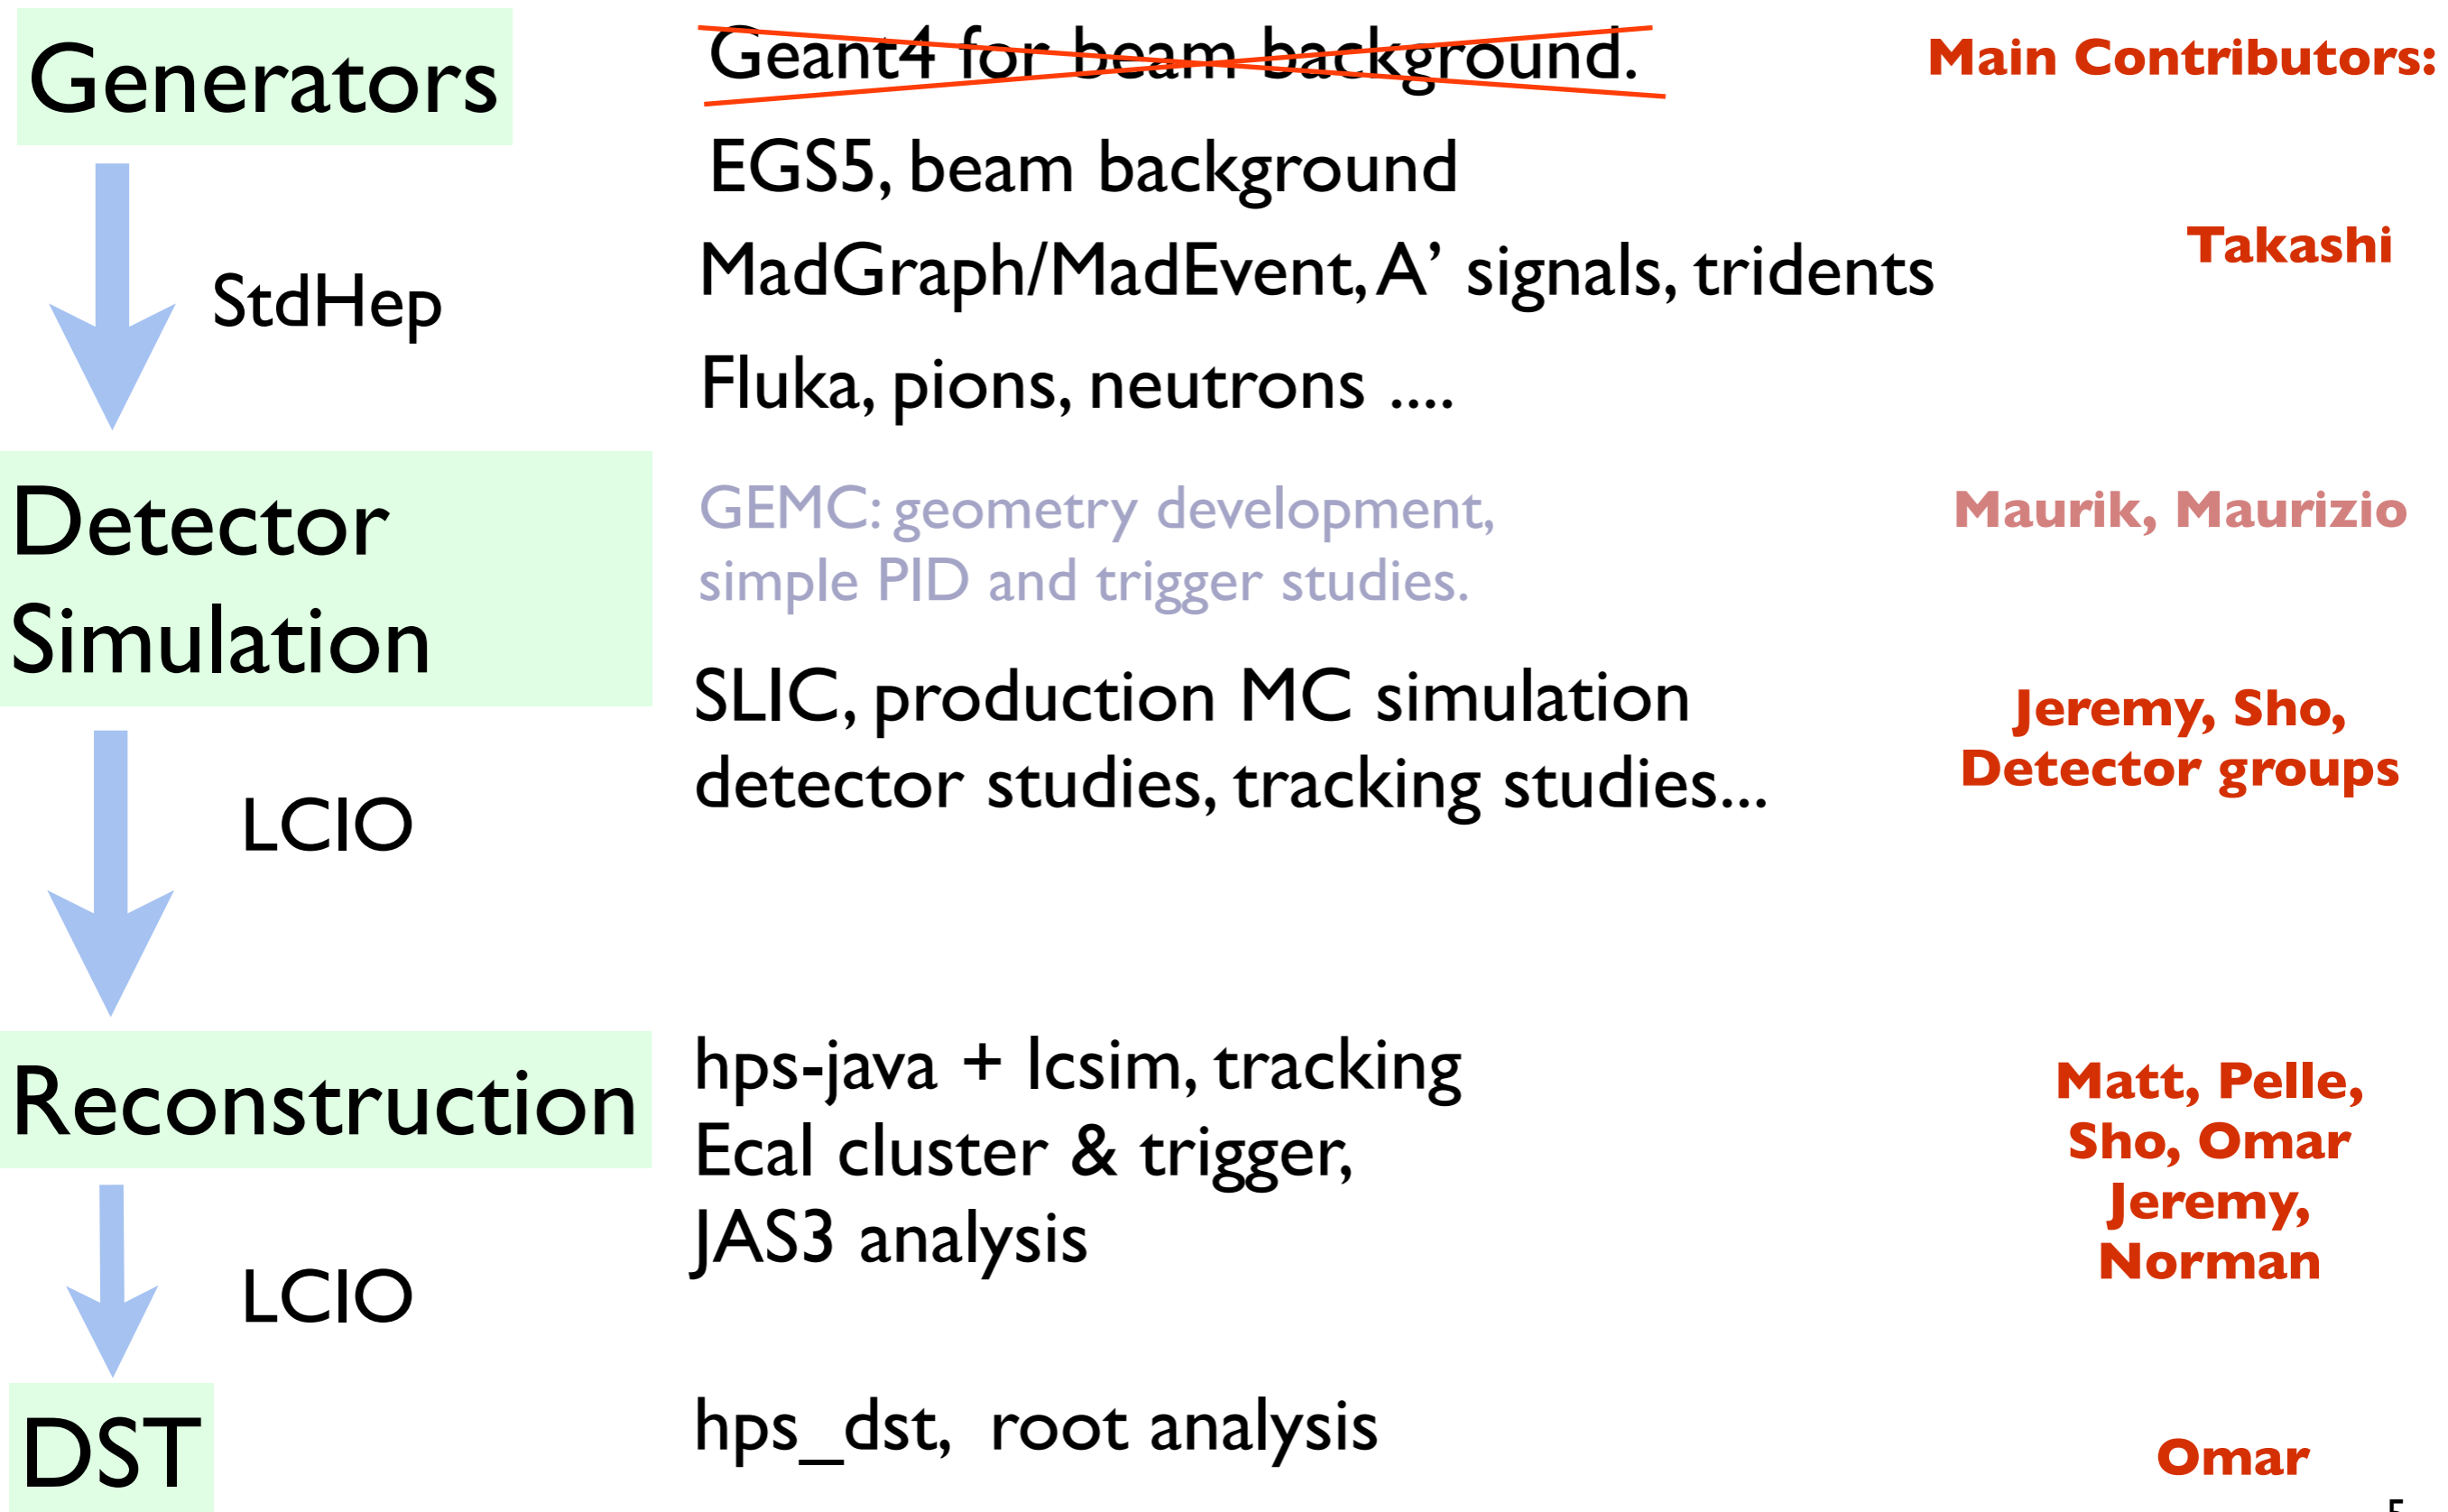 Generators
Geant4 for beam background.
Main Contributors:
EGS5, beam background
MadGraph/MadEvent, A’ signals, tridents
Takashi
StdHep
Fluka, pions, neutrons ....
Detector
Simulation
GEMC: geometry development,
simple PID and trigger studies.
Maurik, Maurizio
SLIC, production MC simulation
detector studies, tracking studies...
Jeremy, Sho,
Detector groups
LCIO
Reconstruction
hps-java + lcsim, tracking
Ecal cluster & trigger,
JAS3 analysis
Matt, Pelle,
Sho, Omar
Jeremy,
Norman
LCIO
DST
hps_dst,  root analysis
Omar